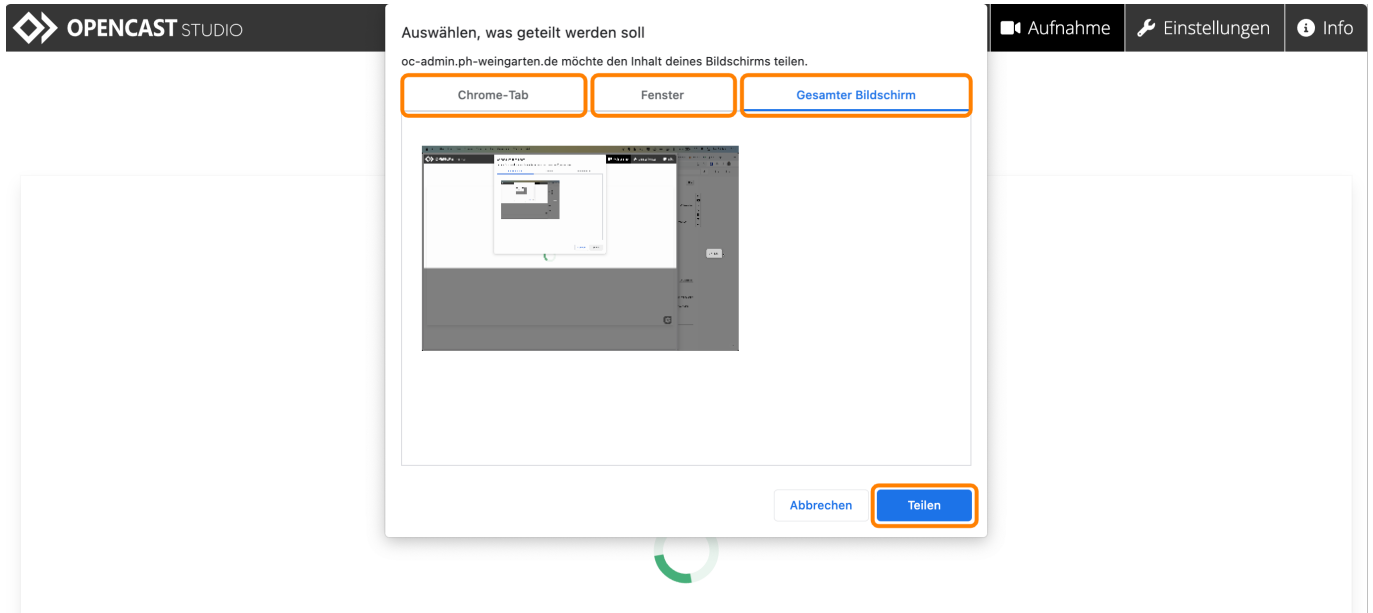 OPENCAST STUDIO
Aufnahme
Einstellungen
Info
Auswählen, was geteilt werden soll
oc-admin.ph-weingarten.de möchte den Inhalt deines Bildschirms teilen.
Chrome-Tab
Fenster
Gesamter Bildschirm
Abbrechen
Teilen